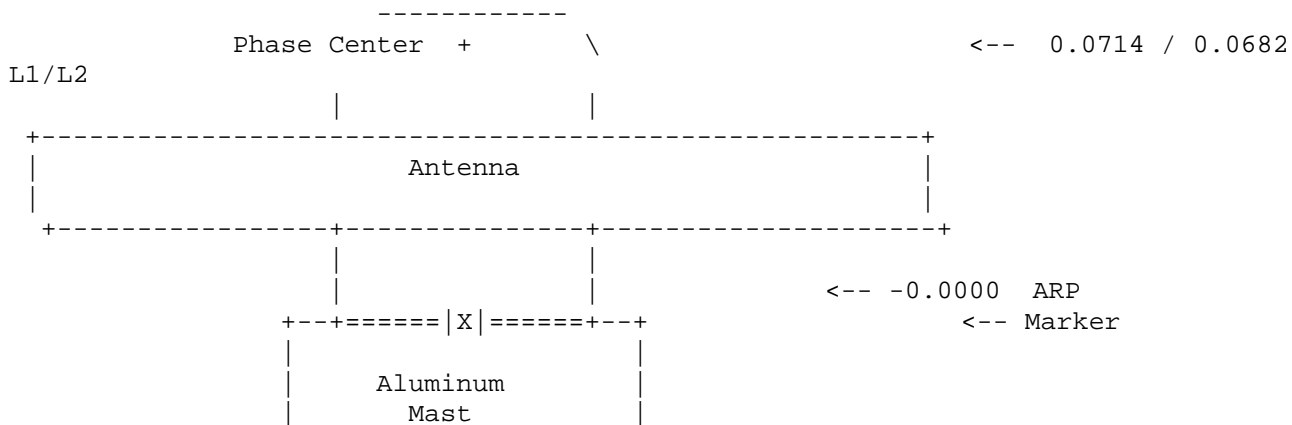 ------------
Phase Center + \ <-- 0.0714 / 0.0682
L1/L2
| |
+-------------------------------------------------------+
| Antenna |
| |
+-----------------+---------------+---------------------+
| |
| | <-- -0.0000 ARP
+--+======|X|======+--+ <-- Marker
| |
| Aluminum |
| Mast |